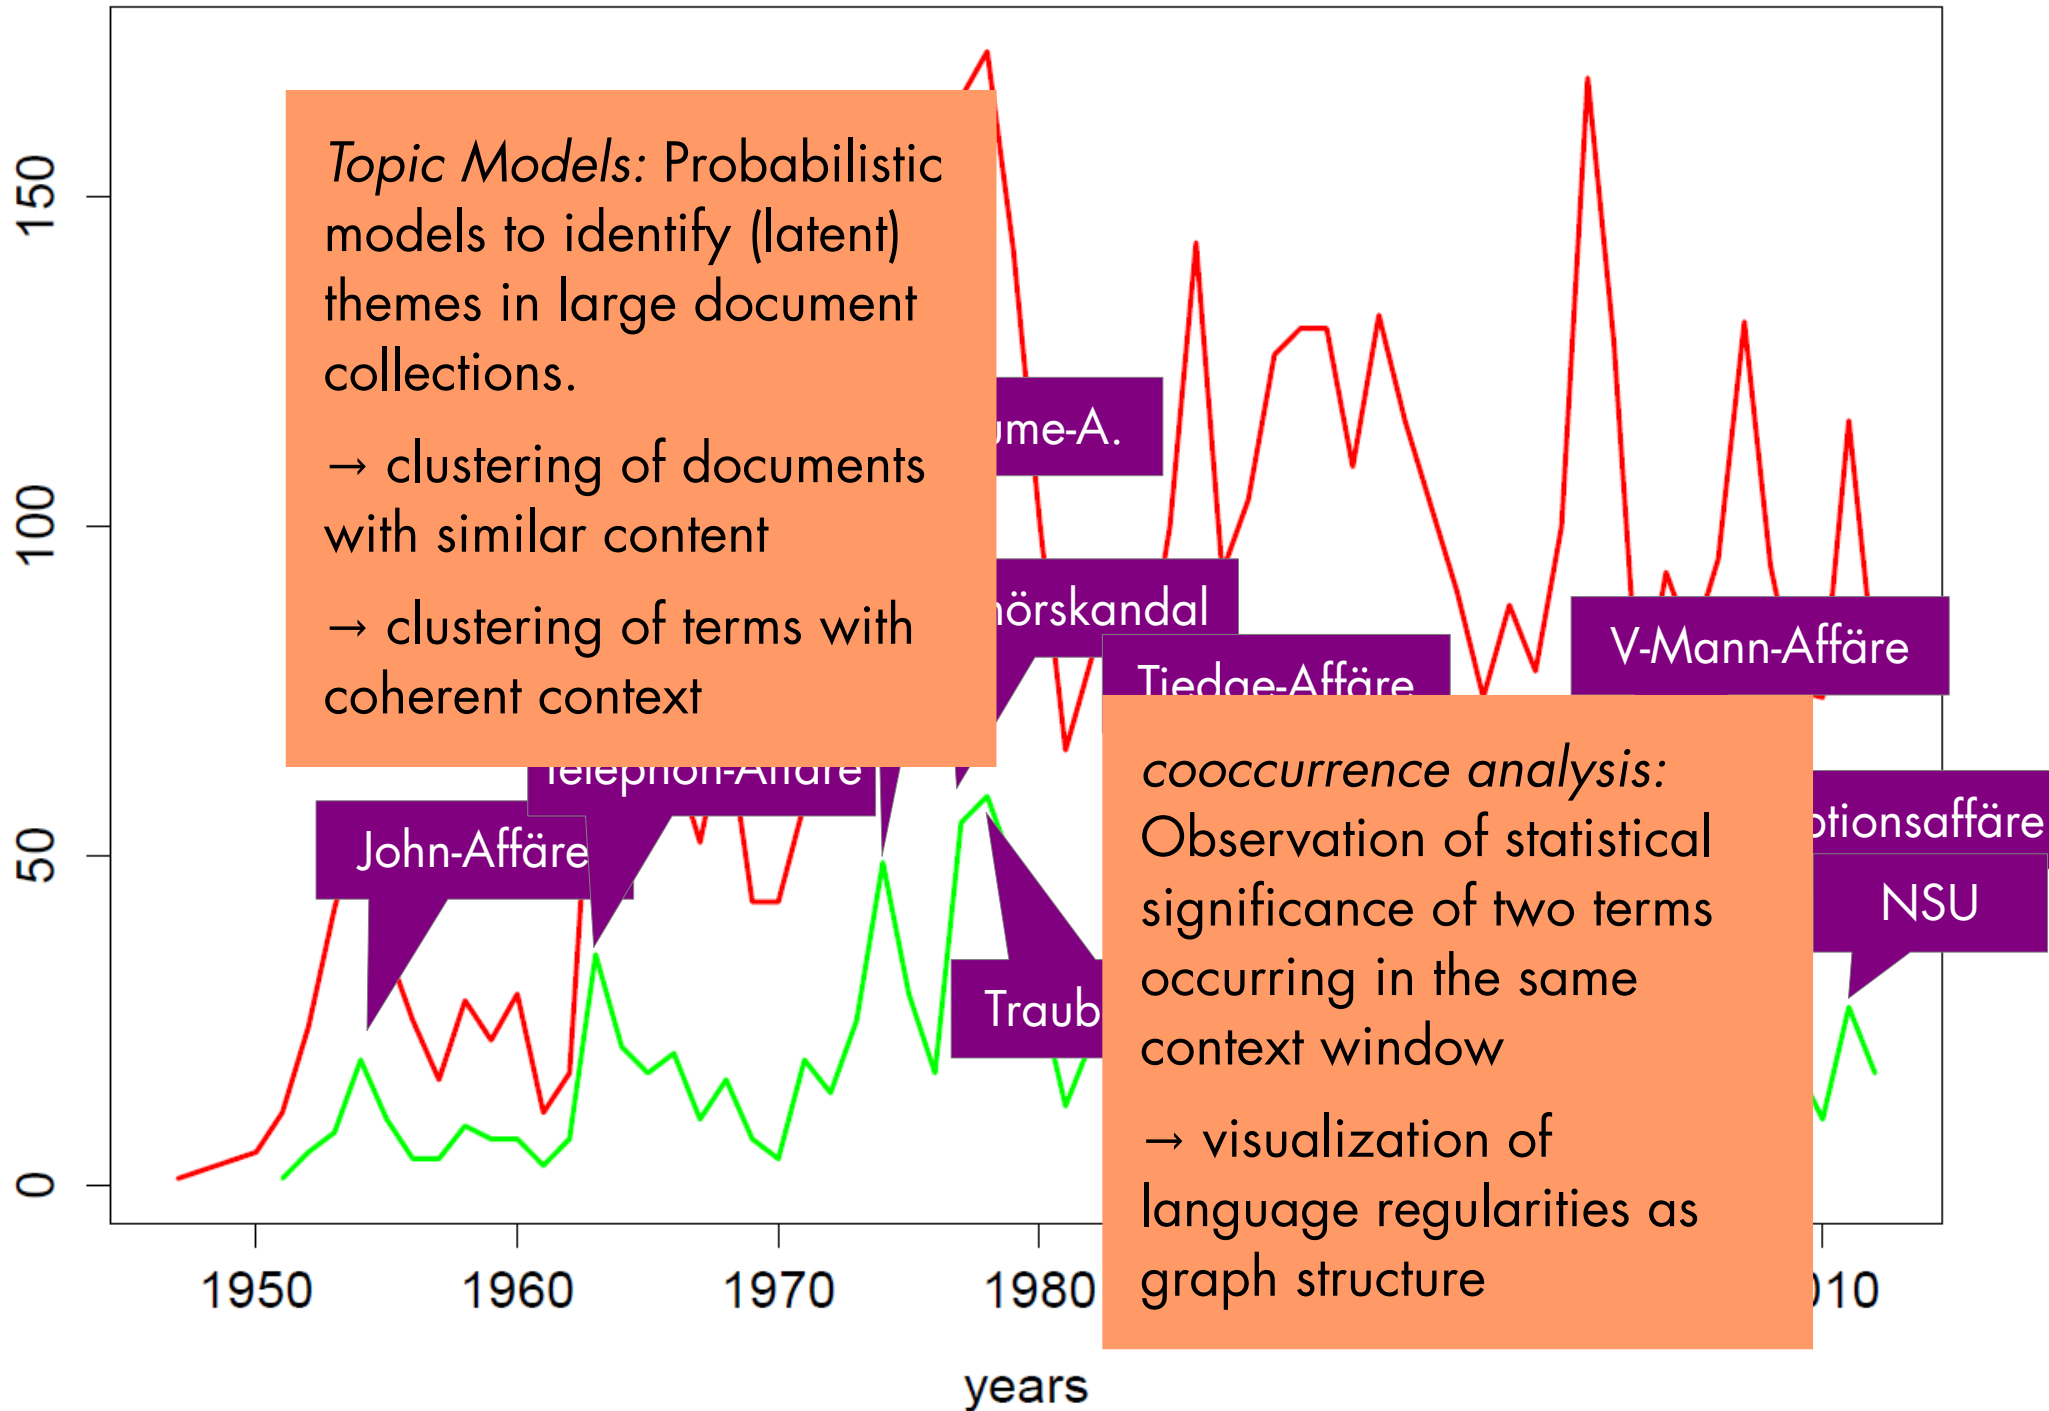 150
100
50
0
Topic Models: Probabilistic
models to identify (latent)
themes in large document
collections.
→ clustering of documents
with similar content
→ clustering of terms with
coherent context
ume-A.
hörskandal
Tiedge-Affäre
V-Mann-Affäre
Telephon-Affäre
John-Affäre
Traub
cooccurrence analysis:
Observation of statistical
significance of two terms
occurring in the same
context window
→ visualization of
language regularities as
graph structure
ptionsaffäre
NSU
1950 1960 1970 1980 010
years